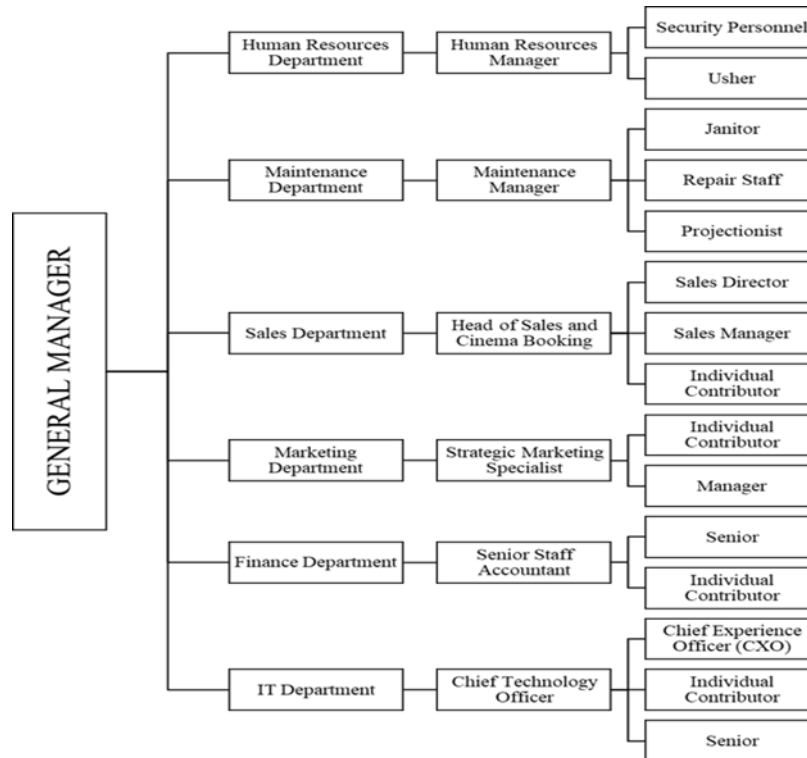 GENERAL MANAGER
Human Resources
Department
Human Resources
Manager
Security Personnel
Usher
Maintenance
Department
Maintenance
Manager
Janitor
Repair Staff
Projectionist
Sales Department
Head of Sales and
Cinema Booking
Sales Director
Sales Manager
Individual
Contributor
Marketing
Department
Strategic Marketing
Specialist
Individual
Contributor
Manager
Finance Department
Senior Staff
Accountant
Senior
Individual
Contributor
IT Department
Chief Technology
Officer
Chief Experience
Officer (CXO)
Individual
Contributor
Senior